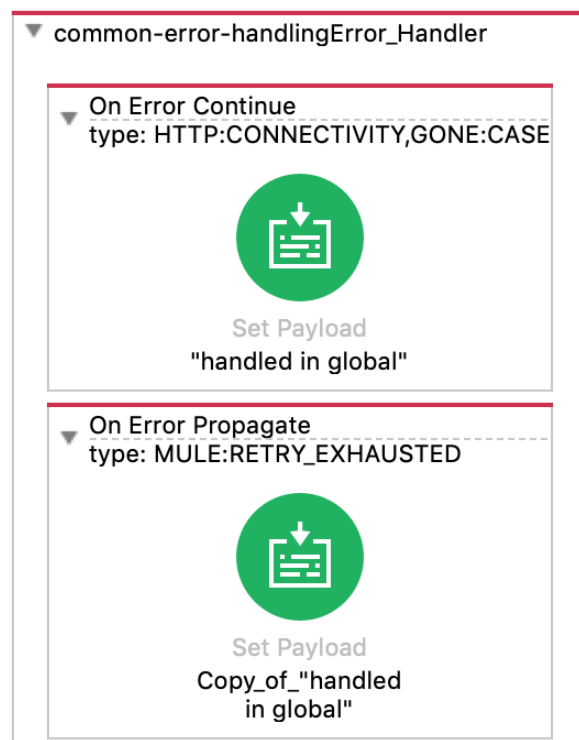 common-error-handlingError_Handler
On Error Continue
type: HTTP:CONNECTIVITY,GONE:CASE
Set Payload
"handled in global"
On Error Propagate
type: MULE:RETRY_EXHAUSTED
Set Payload
Copy_of_"handled
in global"